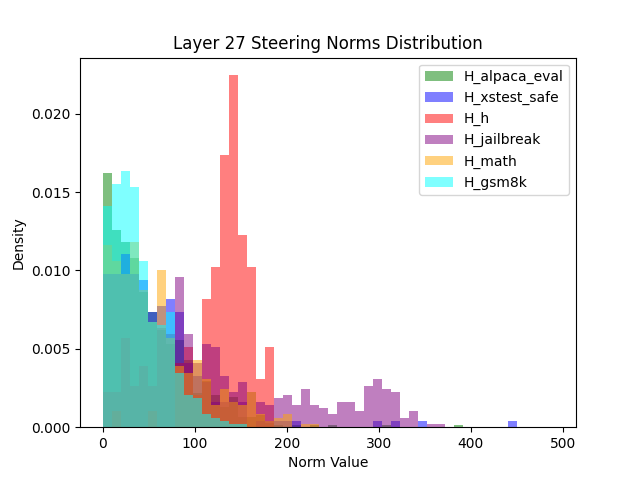 Layer 27 Steering Norms Distribution
H_alpaca_eval
H_xstest_safe
H_h
H_jailbreak
H_math
H_gsm8k
Density
0.020
0.015
0.010
0.005
0.000
0
100
200
300
400
500
Norm Value